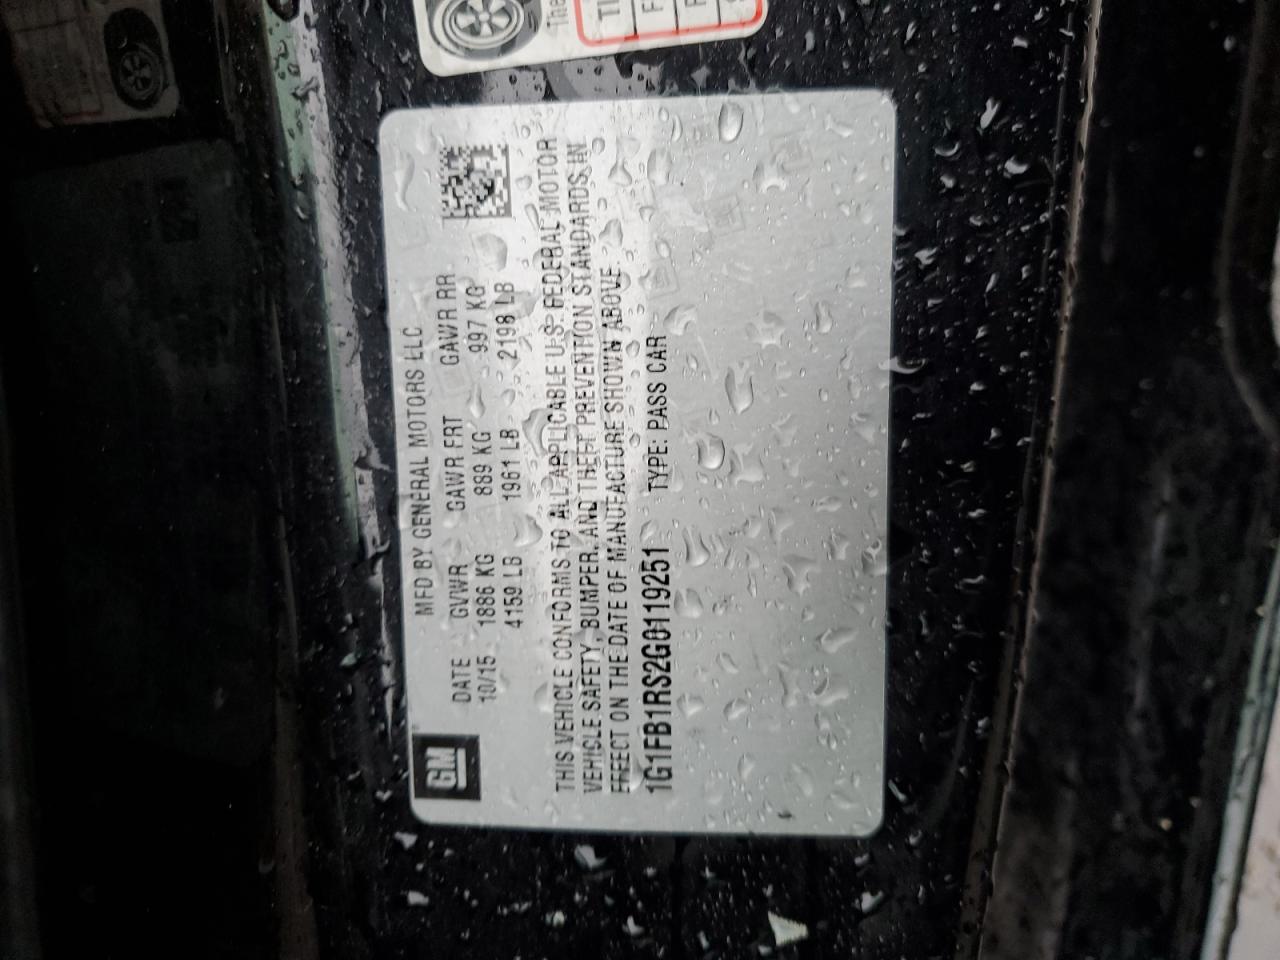 GM
MFD BY GENERAL MOTORS LLC
DATE GVWR GAWR FRT GAWR RR
10/15 1886 KG 889 KG 997 KG
4159 LB 1961 LB 2198 LB
THIS VEHICLE CONFORMS TO ALL APPLICABLE U.S. FEDERAL MOTOR
VEHICLE SAFETY, BUMPER, AND THEFT PREVENTION STANDARDS IN
EFFECT ON THE DATE OF MANUFACTURE SHOWN ABOVE.
1G1FB1RS2G0119251 TYPE: PASS CAR
The